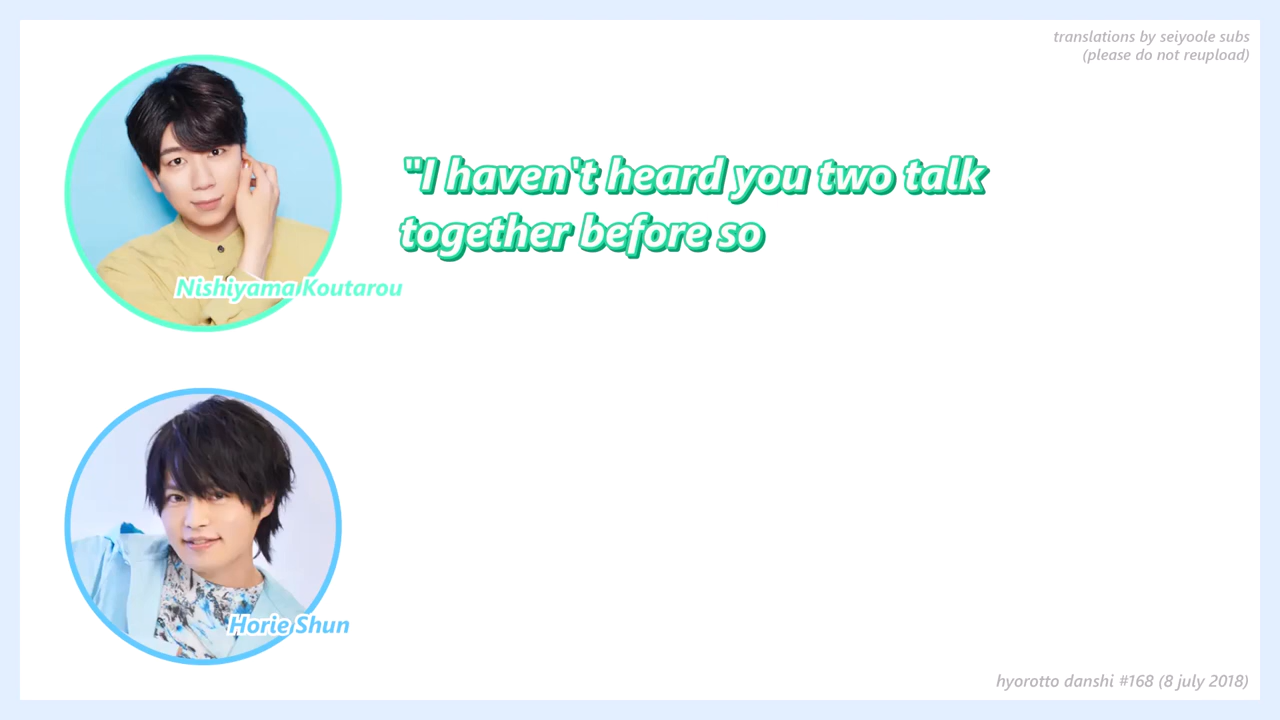 translations by seiyoole subs
(please do not reupload)
"I haven't heard you two talk
together before so
Nishiyama Koutarou
Horie Shun
hyorotto danshi #168 (8 july 2018)